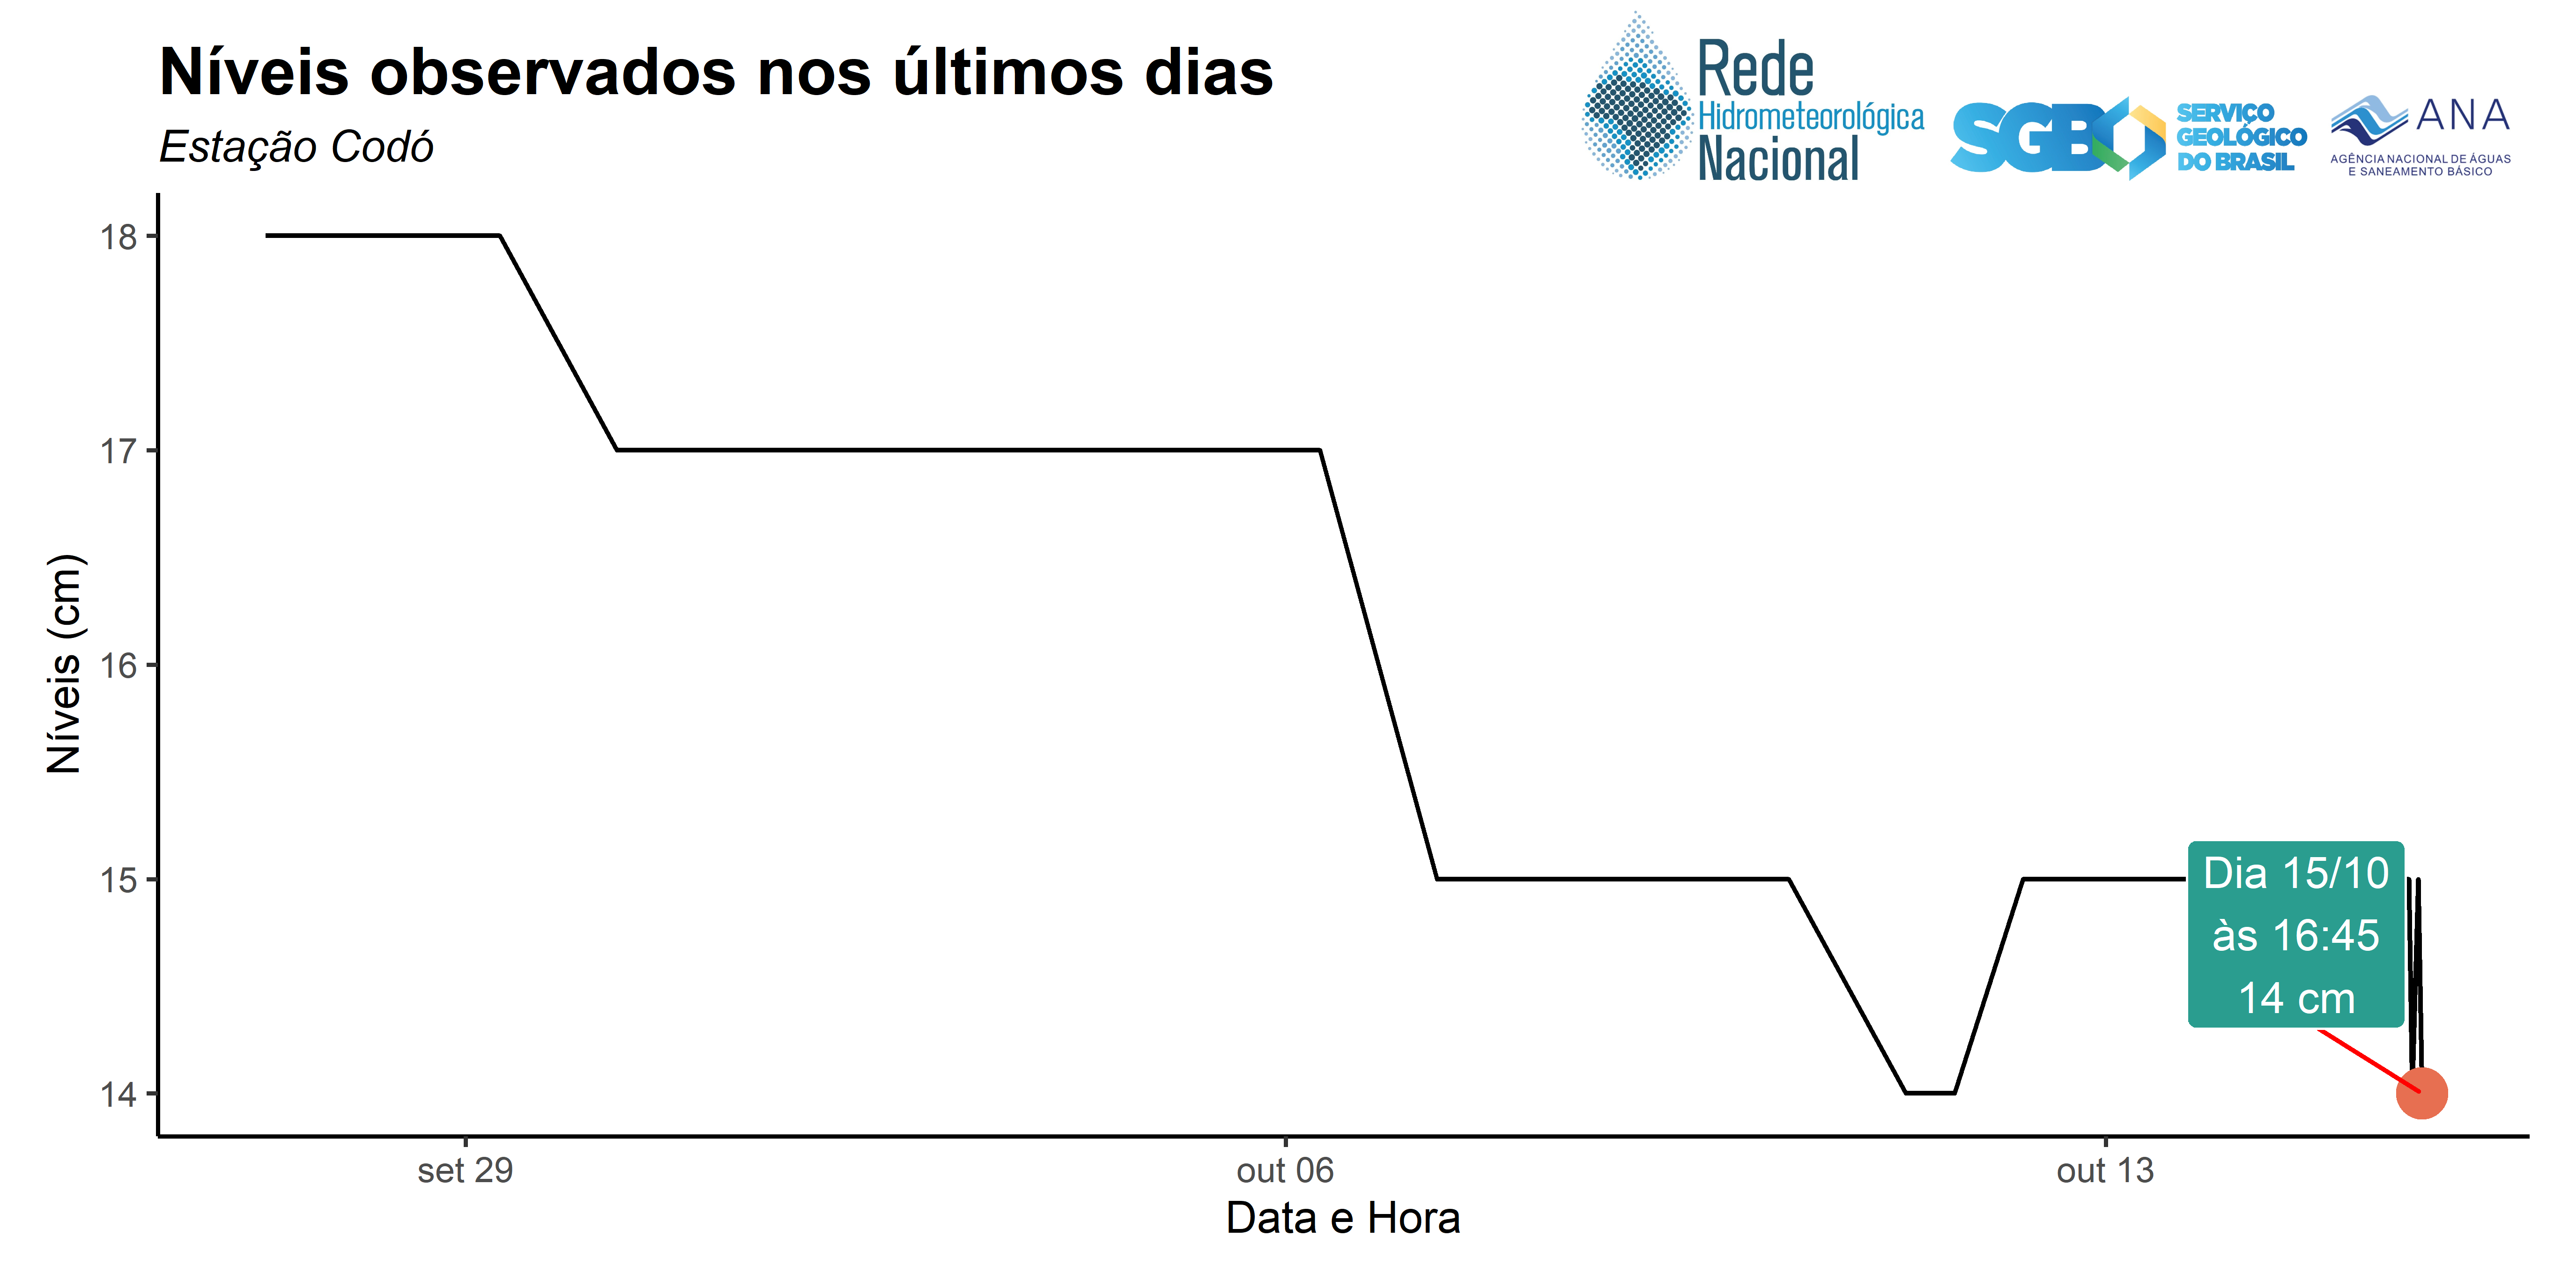 Níveis observados nos últimos dias
Estação Codó
Rede
Hidrometeorológica
Nacional
SGB
SERVIÇO
GEOLÓGICO
DO BRASIL
ANA
AGÊNCIA NACIONAL DE ÁGUAS
E SANEAMENTO BÁSICO
Níveis (cm)
18
17
16
15
14
Dia 15/10
às 16:45
14 cm
set 29
out 06
out 13
Data e Hora